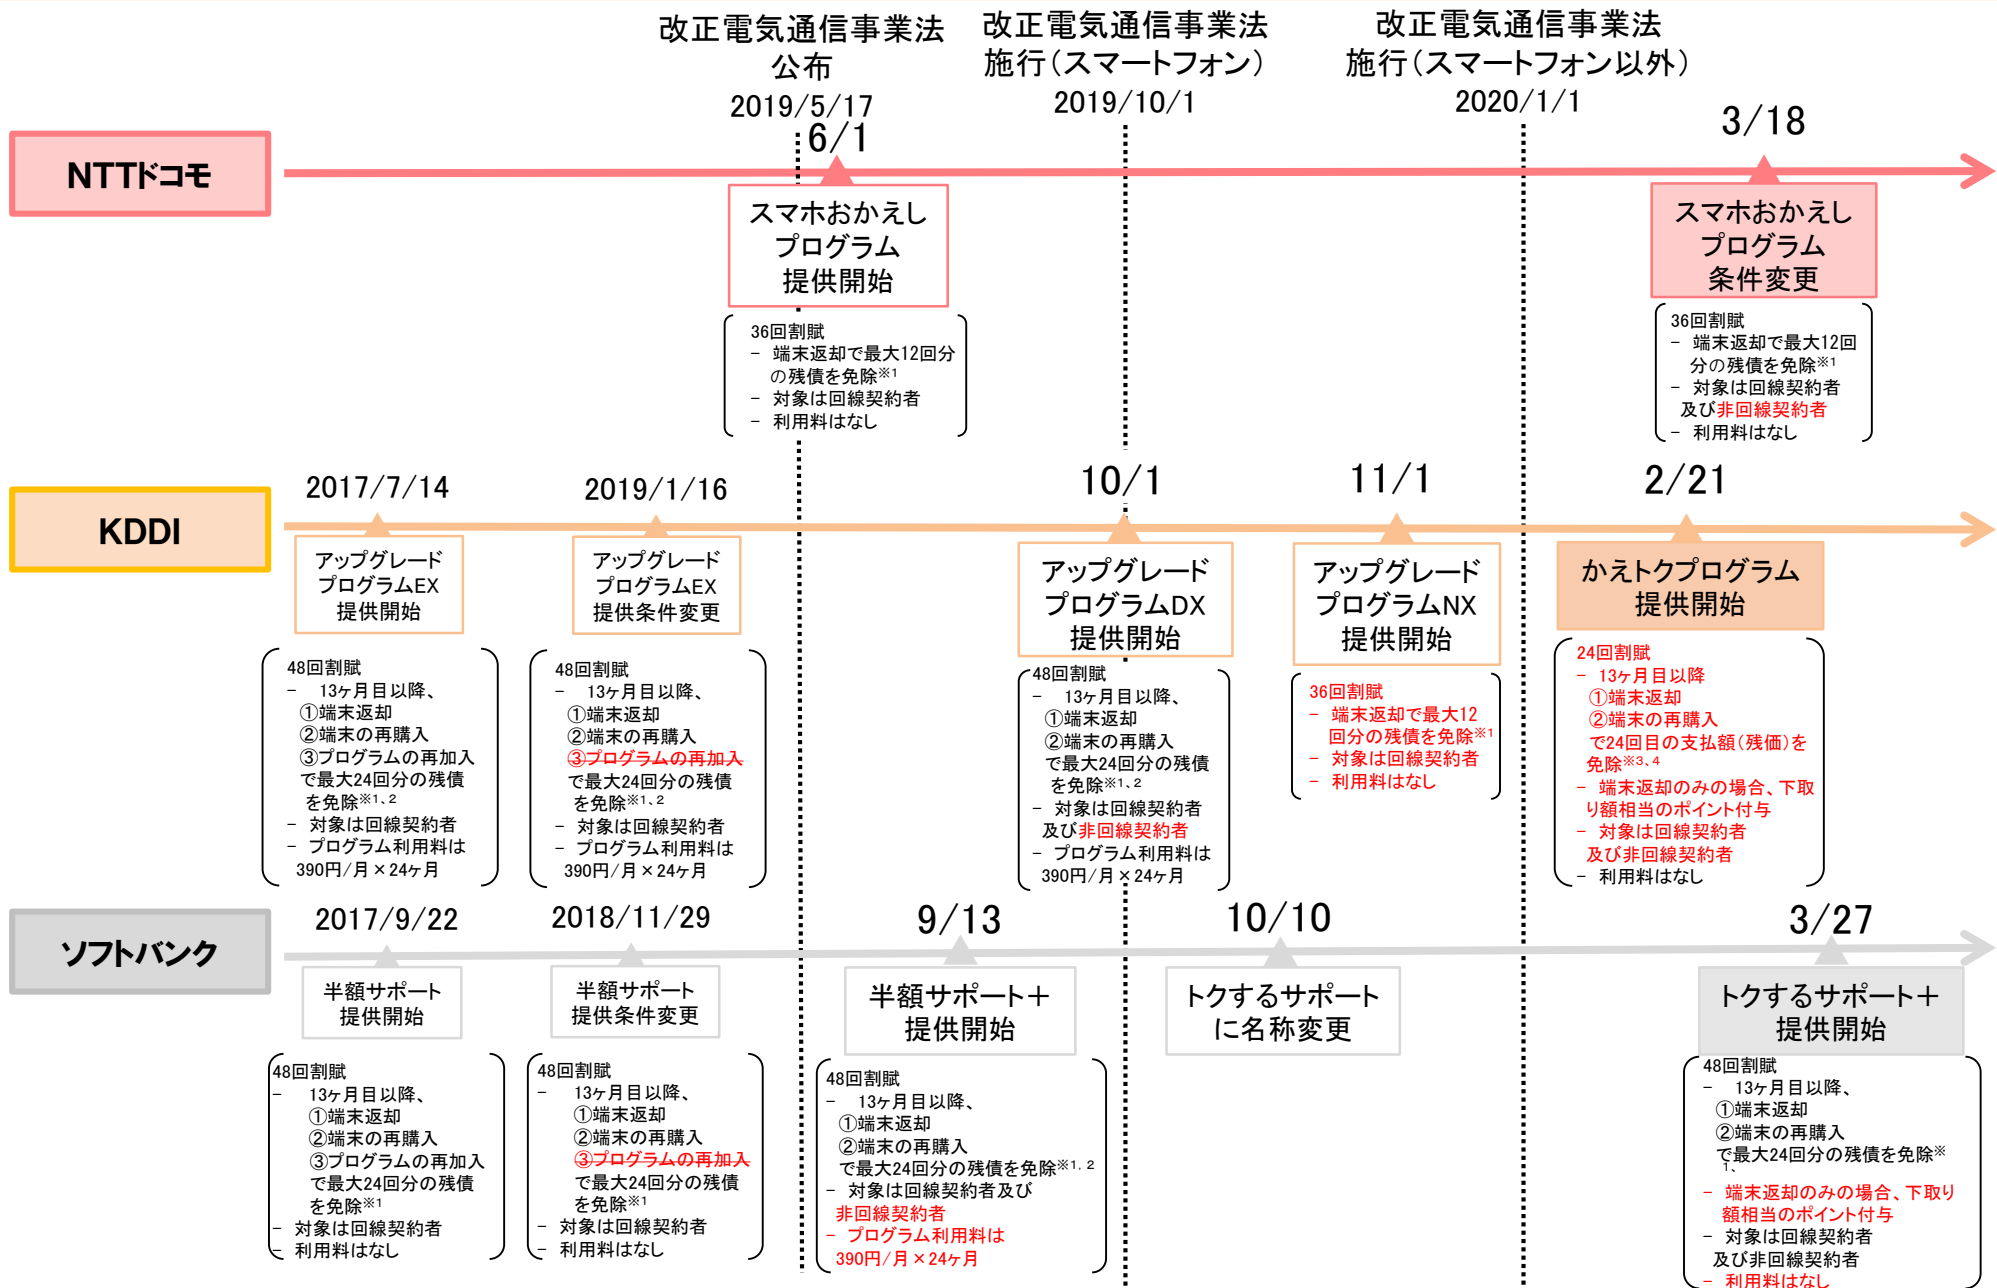 改正電気通信事業法
公布
2019/5/17
改正電気通信事業法
施行(スマートフォン)
2019/10/1
改正電気通信事業法
施行(スマートフォン以外)
2020/1/1
NTTドコモ
6/1
スマホおかえし
プログラム
提供開始
36回割賦
- 端末返却で最大12回分
の残債を免除※1
- 対象は回線契約者
- 利用料はなし
3/18
スマホおかえし
プログラム
条件変更
36回割賦
- 端末返却で最大12回
分の残債を免除※1
- 対象は回線契約者
及び非回線契約者
- 利用料はなし
KDDI
2017/7/14
アップグレード
プログラムEX
提供開始
48回割賦
- 13ヶ月目以降、
①端末返却
②端末の再購入
③プログラムの再加入
で最大24回分の残債
を免除※1、2
- 対象は回線契約者
- プログラム利用料は
390円/月×24ヶ月
2019/1/16
アップグレード
プログラムEX
提供条件変更
48回割賦
- 13ヶ月目以降、
①端末返却
②端末の再購入
③プログラムの再加入
で最大24回分の残債
を免除※1、2
- 対象は回線契約者
- プログラム利用料は
390円/月×24ヶ月
10/1
アップグレード
プログラムDX
提供開始
48回割賦
- 13ヶ月目以降、
①端末返却
②端末の再購入
で最大24回分の残債
を免除※1、2
- 対象は回線契約者
及び非回線契約者
- プログラム利用料は
390円/月×24ヶ月
11/1
アップグレード
プログラムNX
提供開始
36回割賦
- 端末返却で最大12
回分の残債を免除※1
- 対象は回線契約者
- 利用料はなし
2/21
かえトクプログラム
提供開始
24回割賦
- 13ヶ月目以降
①端末返却
②端末の再購入
で24回目の支払額(残価)を
免除※3、4
- 端末返却のみの場合、下取
り額相当のポイント付与
- 対象は回線契約者
及び非回線契約者
- 利用料はなし
ソフトバンク
2017/9/22
半額サポート
提供開始
48回割賦
- 13ヶ月目以降、
①端末返却
②端末の再購入
③プログラムの再加入
で最大24回分の残債
を免除※1
- 対象は回線契約者
- 利用料はなし
2018/11/29
半額サポート
提供条件変更
48回割賦
- 13ヶ月目以降、
①端末返却
②端末の再購入
③プログラムの再加入
で最大24回分の残債
を免除※1
- 対象は回線契約者
- 利用料はなし
9/13
半額サポート+
提供開始
48回割賦
- 13ヶ月目以降、
①端末返却
②端末の再購入
で最大24回分の残債を免除※1、2
- 対象は回線契約者及び
非回線契約者
- プログラム利用料は
390円/月×24ヶ月
10/10
トクするサポート
に名称変更
3/27
トクするサポート+
提供開始
48回割賦
- 13ヶ月目以降、
①端末返却
②端末の再購入
で最大24回分の残債を免除※
1、
- 端末返却のみの場合、下取り
額相当のポイント付与
- 対象は回線契約者
及び非回線契約者
- 利用料はなし